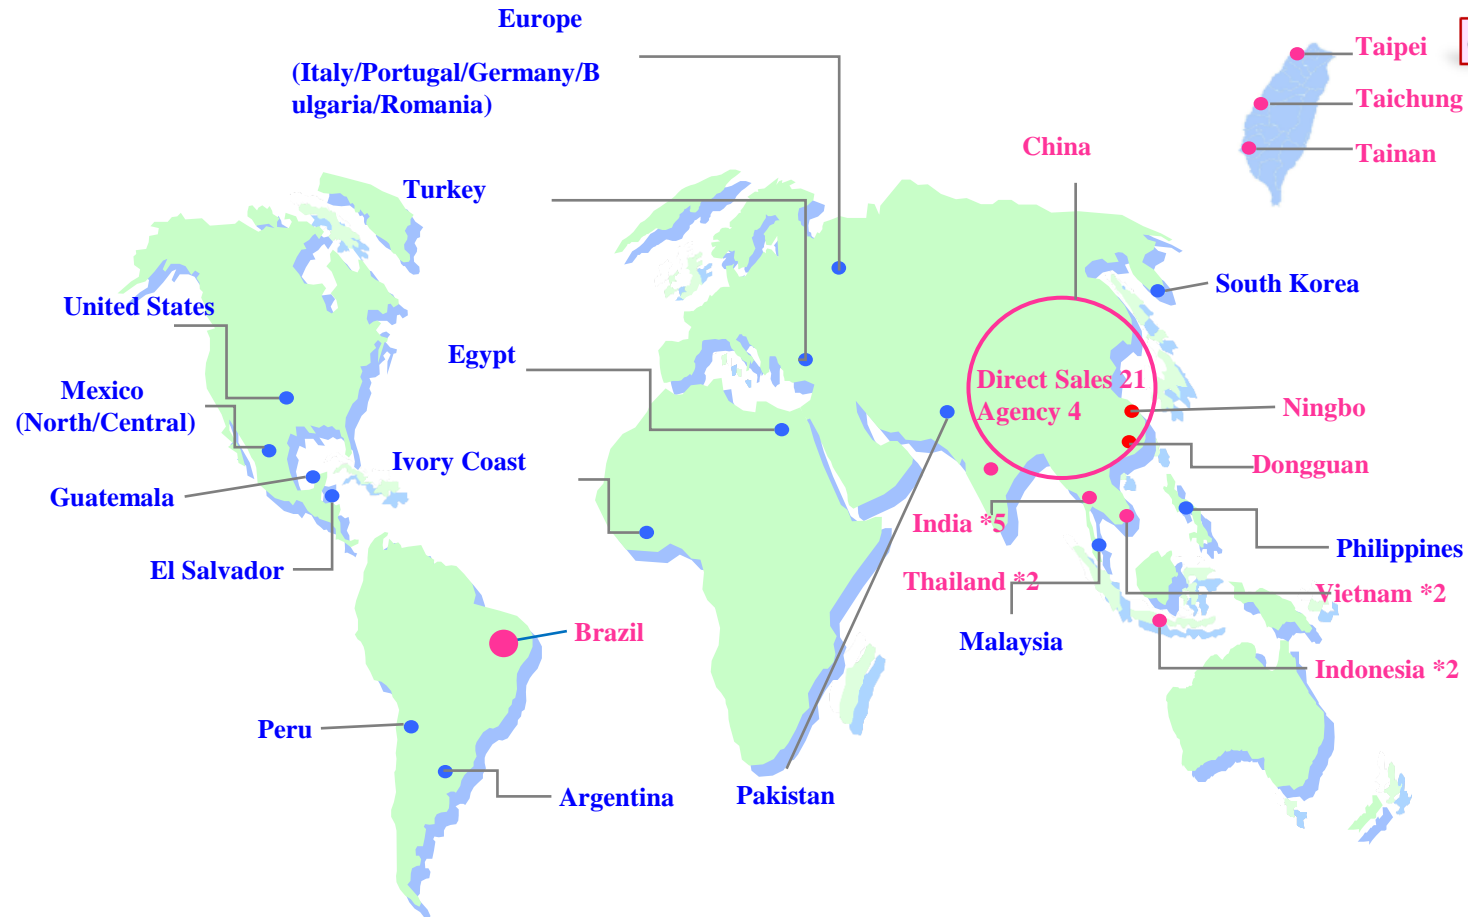 Europe
(Italy/Portugal/Germany/B
ulgaria/Romania)
Taipei
Taichung
Tainan
China
Turkey
South Korea
United States
Egypt
Direct Sales 21
Agency 4
Mexico
(North/Central)
Ningbo
Ivory Coast
Dongguan
Guatemala
India *5
Philippines
El Salvador
Thailand *2
Vietnam *2
Brazil
Malaysia
Indonesia *2
Peru
Pakistan
Argentina